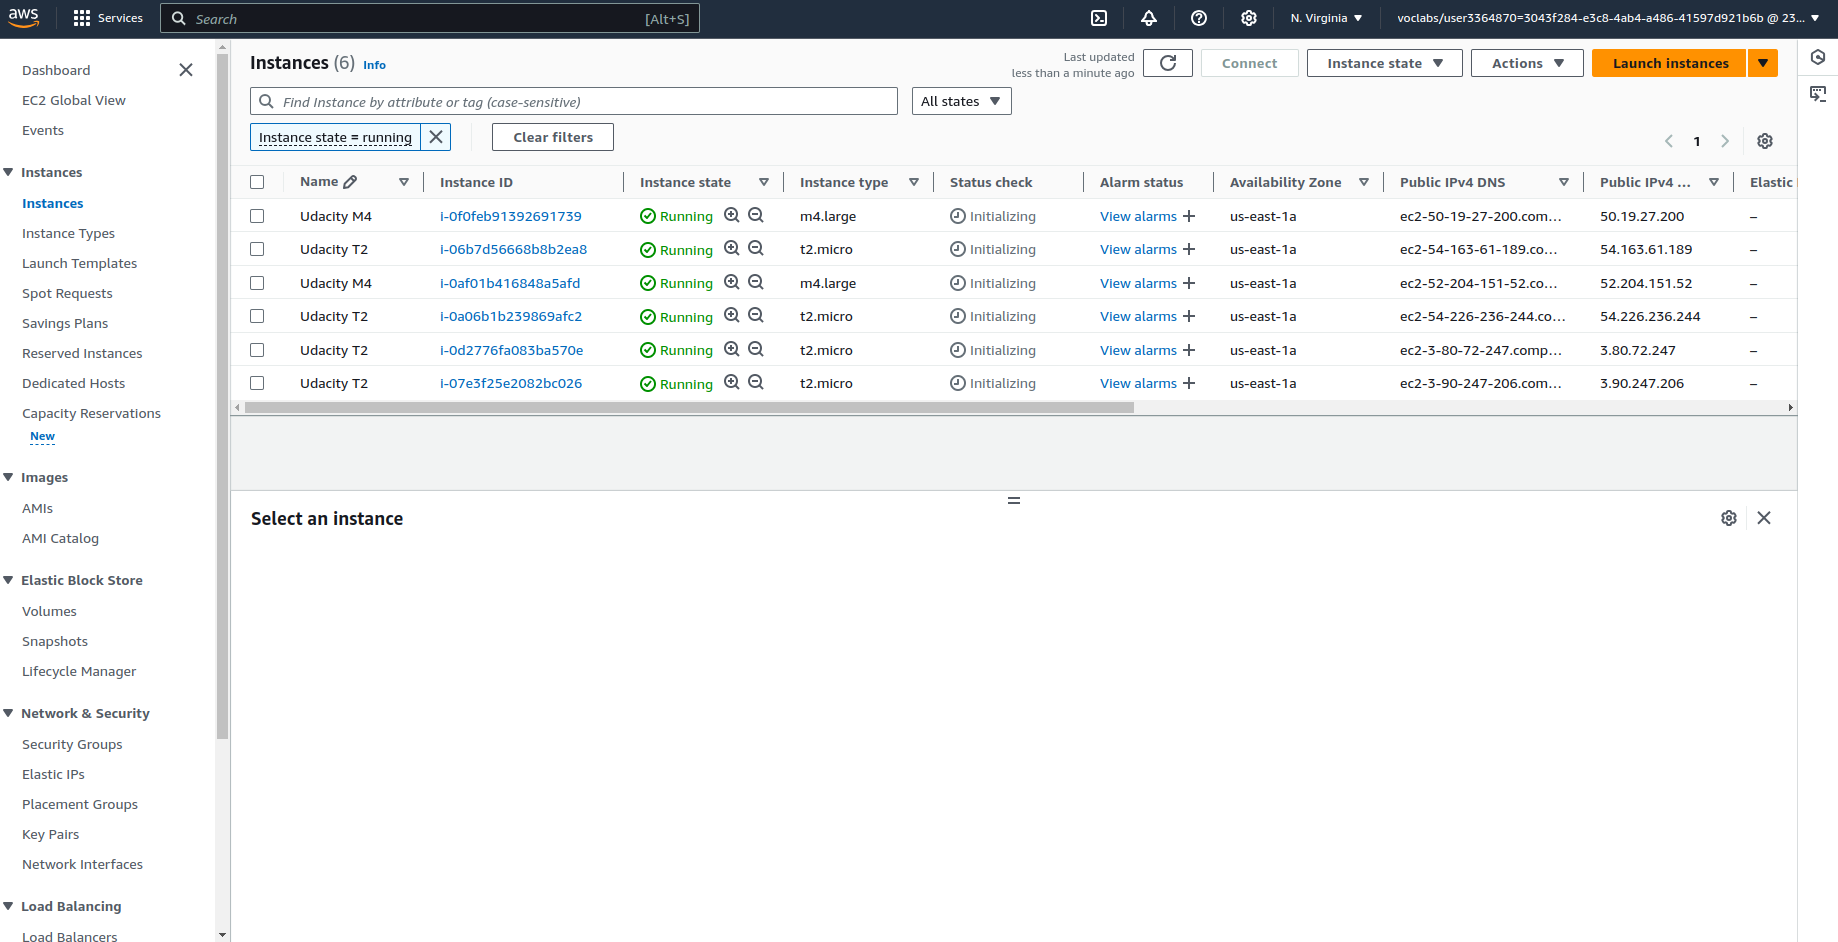 aws Services Search [Alt+S] N. Virginia voclabs/user3364870=3043f284-e3c8-4ab4-a486-41597d921b6b @ 23...
Dashboard
EC2 Global View
Events
Instances
Instances
Instance Types
Launch Templates
Spot Requests
Savings Plans
Reserved Instances
Dedicated Hosts
Capacity Reservations
New
Images
AMIs
AMI Catalog
Elastic Block Store
Volumes
Snapshots
Lifecycle Manager
Network & Security
Security Groups
Elastic IPs
Placement Groups
Key Pairs
Network Interfaces
Load Balancing
Load Balancers
Instances (6) Info
Last updated
less than a minute ago
Connect Instance state Actions Launch instances
Find Instance by attribute or tag (case-sensitive) All states
Instance state = running Clear filters
1
Name Instance ID Instance state Instance type Status check Alarm status Availability Zone Public IPv4 DNS Public IPv4 ... Elastic
Udacity M4 i-0f0feb91392691739 Running m4.large Initializing View alarms + us-east-1a ec2-50-19-27-200.com... 50.19.27.200 –
Udacity T2 i-06b7d56668b8b2ea8 Running t2.micro Initializing View alarms + us-east-1a ec2-54-163-61-189.co... 54.163.61.189 –
Udacity M4 i-0af01b416848a5afd Running m4.large Initializing View alarms + us-east-1a ec2-52-204-151-52.co... 52.204.151.52 –
Udacity T2 i-0a06b1b239869afc2 Running t2.micro Initializing View alarms + us-east-1a ec2-54-226-236-244.co... 54.226.236.244 –
Udacity T2 i-0d2776fa083ba570e Running t2.micro Initializing View alarms + us-east-1a ec2-3-80-72-247.comp... 3.80.72.247 –
Udacity T2 i-07e3f25e2082bc026 Running t2.micro Initializing View alarms + us-east-1a ec2-3-90-247-206.com... 3.90.247.206 –
Select an instance